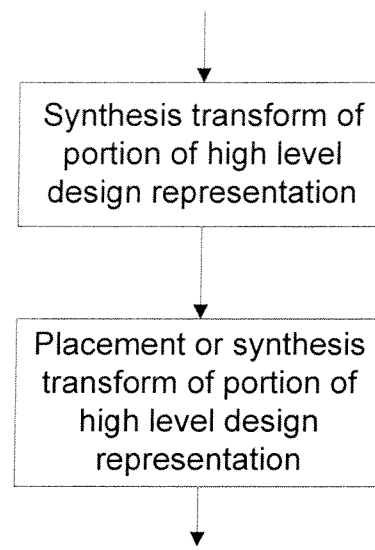 Synthesis transform of
portion of high level
design representation
Placement or synthesis
transform of portion of
high level design
representation